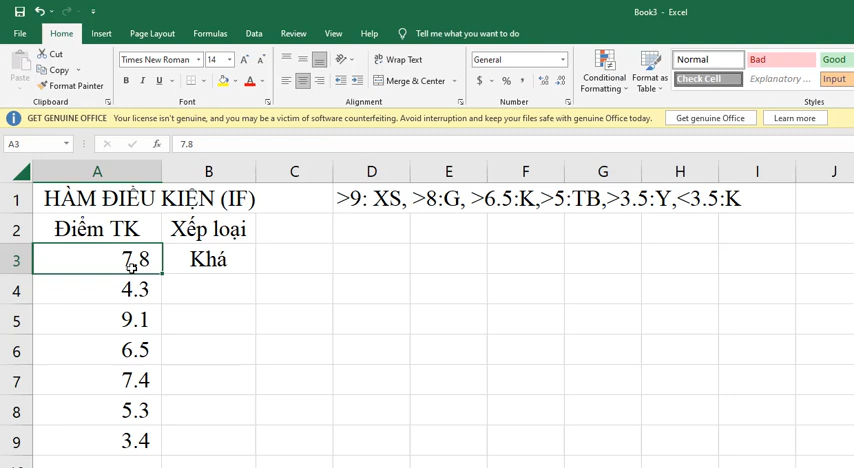 Book3 - Excel
File Home Insert Page Layout Formulas Data Review View Help Tell me what you want to do
Paste Cut Copy Format Painter Clipboard
Times New Roman 14 B I U A Font
Wrap Text Merge & Center Alignment
General $ % , Number
Conditional Formatting Format as Table
Normal Bad Good
Check Cell Explanatory ... Input
Styles
GET GENUINE OFFICE Your license isn't genuine, and you may be a victim of software counterfeiting. Avoid interruption and keep your files safe with genuine Office today. Get genuine Office Learn more
A3 fx 7.8
A B C D E F G H I J
1 HÀM ĐIỀU KIỆN (IF) >9: XS, >8:G, >6.5:K,>5:TB,>3.5:Y,<3.5:K
2 Điểm TK Xếp loại
3 7.8 Khá
4 4.3
5 9.1
6 6.5
7 7.4
8 5.3
9 3.4